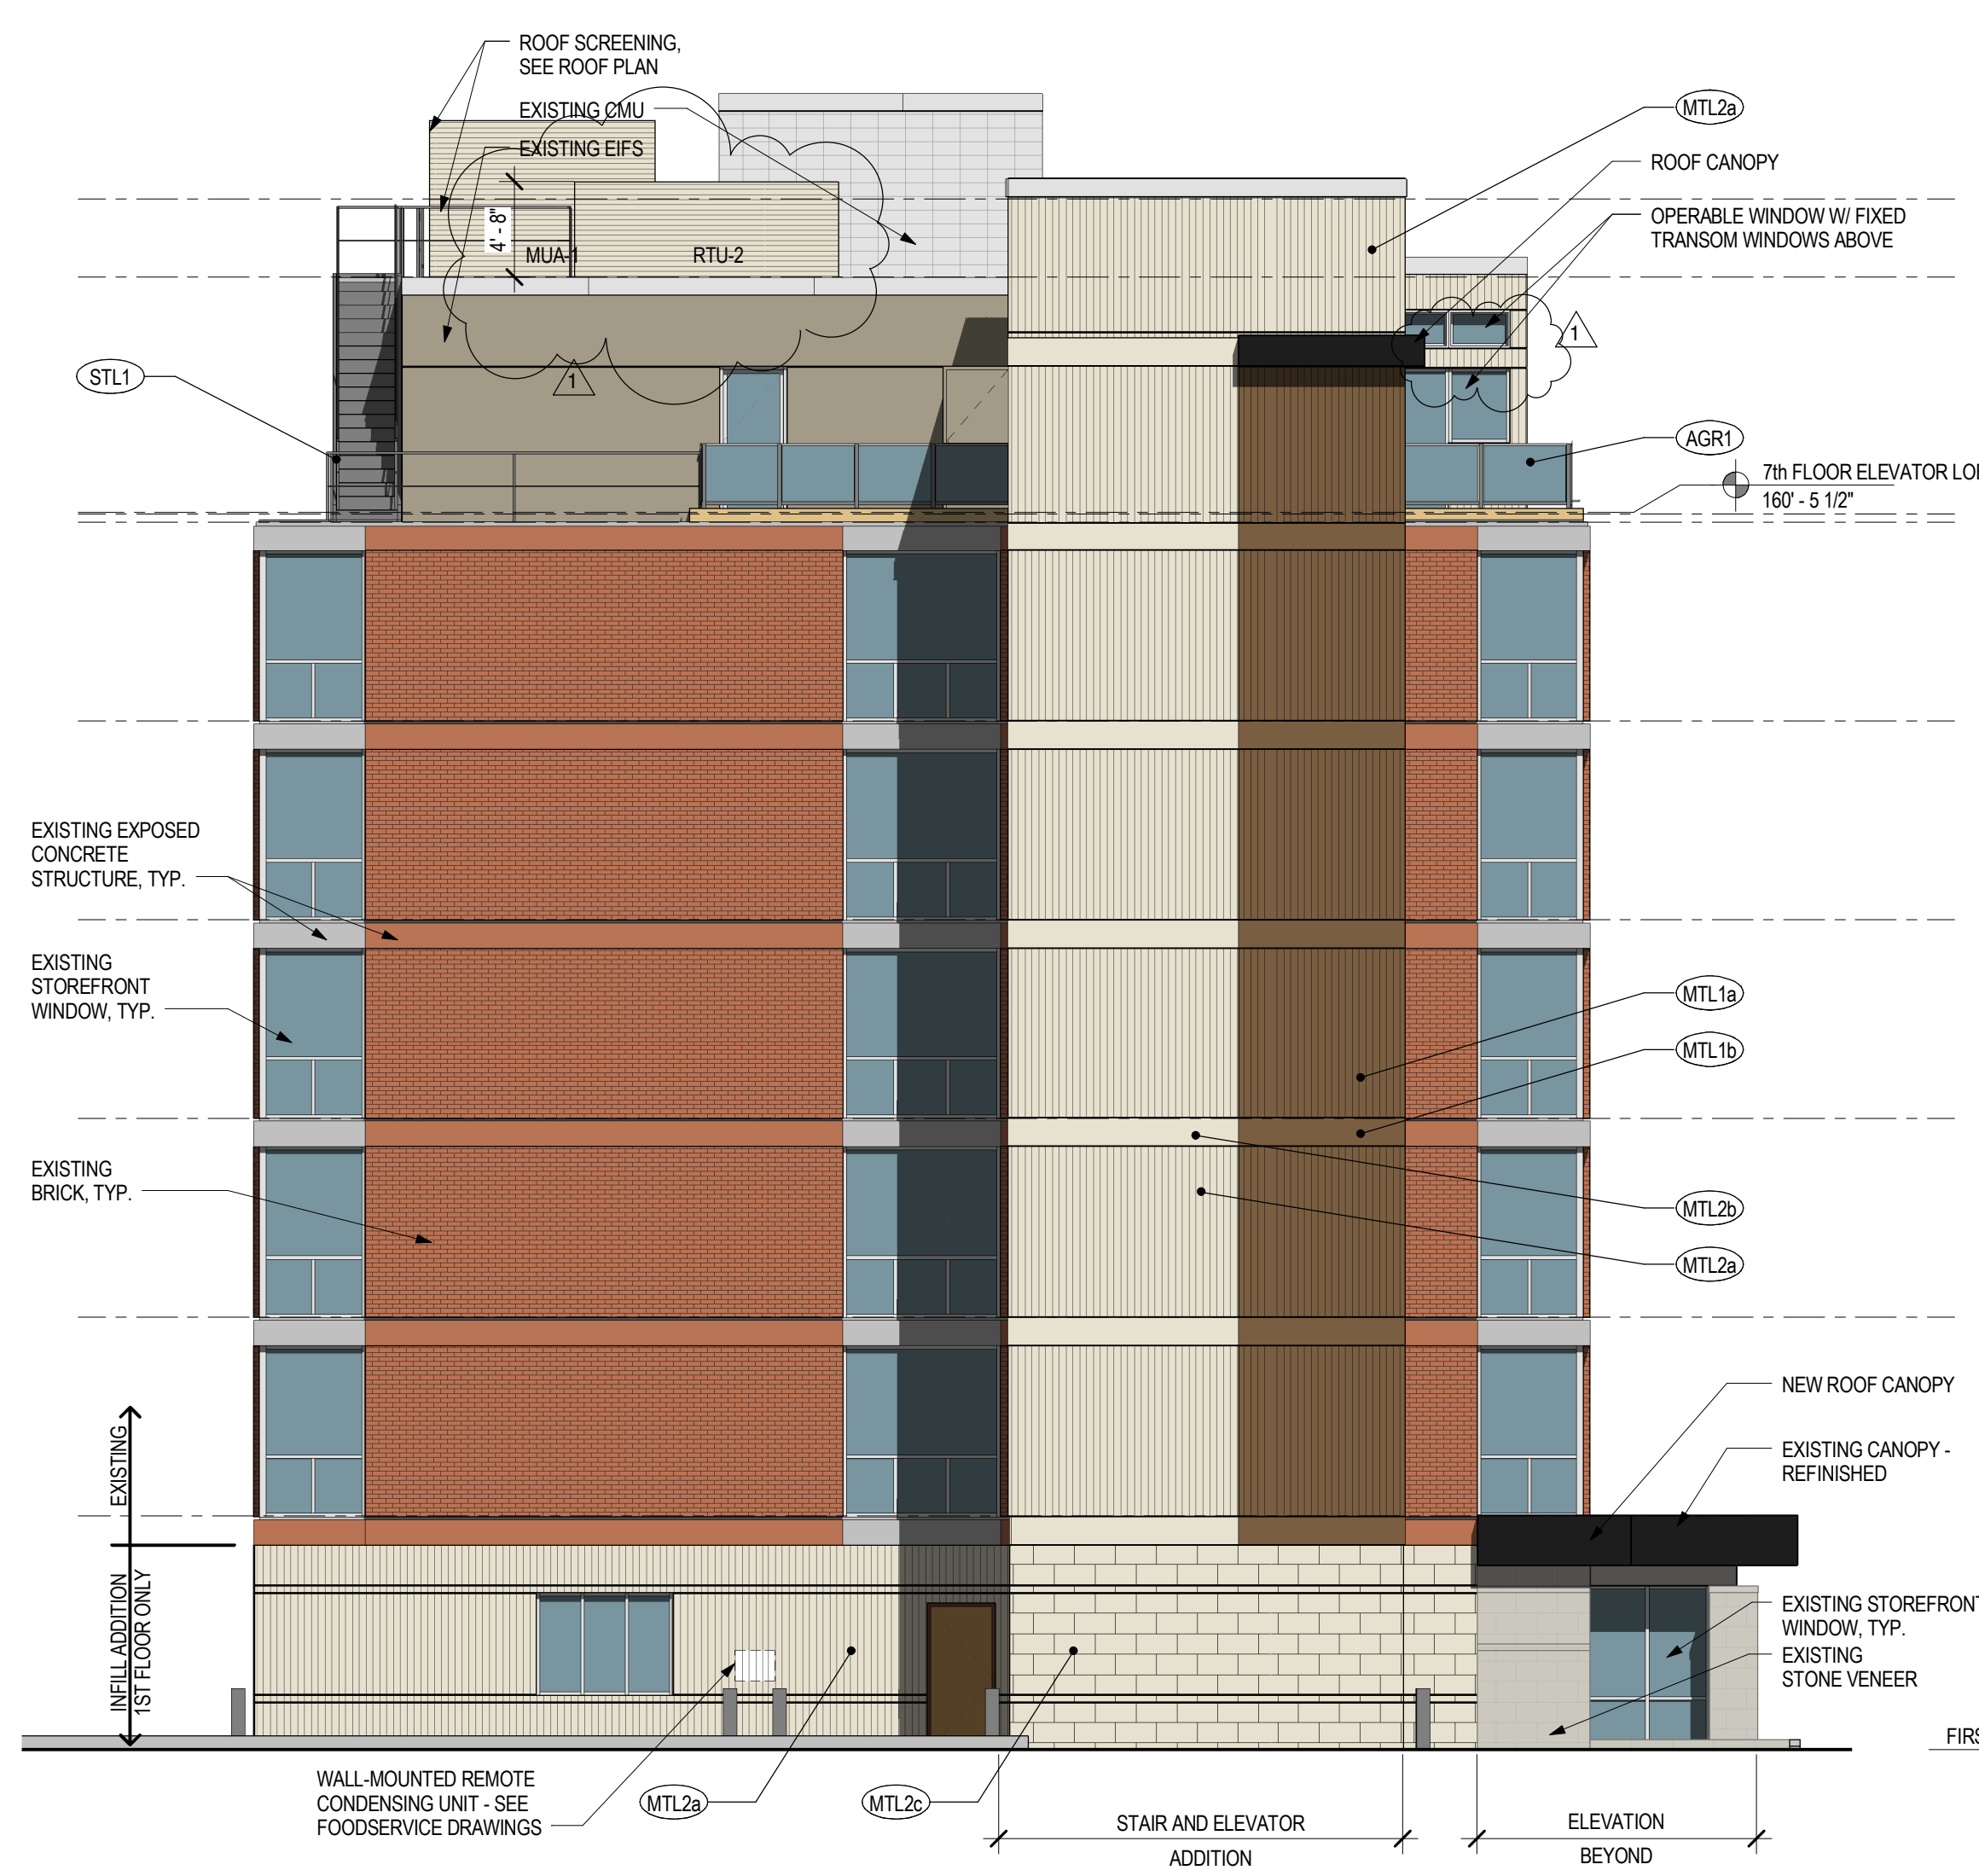 ROOF SCREENING,
SEE ROOF PLAN
EXISTING CMU
EXISTING EIFS
MTL2a
ROOF CANOPY
OPERABLE WINDOW W/ FIXED
TRANSOM WINDOWS ABOVE
4' - 8"
MUA-1
RTU-2
1
1
STL1
AGR1
7th FLOOR ELEVATOR
160' - 5 1/2"
EXISTING EXPOSED
CONCRETE
STRUCTURE, TYP.
EXISTING
STOREFRONT
WINDOW, TYP.
MTL1a
MTL1b
EXISTING
BRICK, TYP.
MTL2b
MTL2a
NEW ROOF CANOPY
EXISTING CANOPY -
REFINISHED
EXISTING
INFILL ADDITION
1ST FLOOR ONLY
EXISTING STOREFRONT
WINDOW, TYP.
EXISTING
STONE VENEER
WALL-MOUNTED REMOTE
CONDENSING UNIT - SEE
FOODSERVICE DRAWINGS
MTL2a
MTL2c
STAIR AND ELEVATOR
ADDITION
ELEVATION
BEYOND